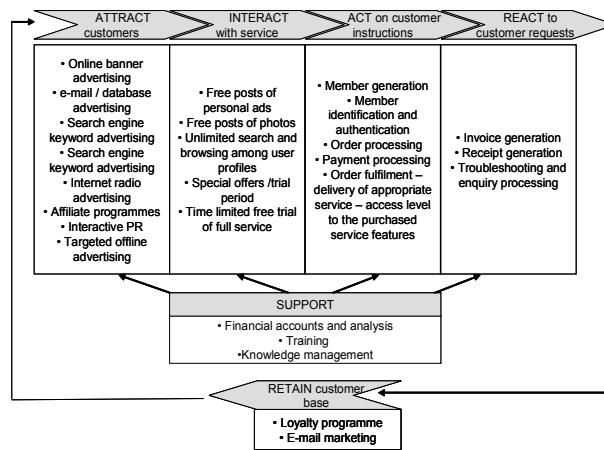 ATTRACT
customers
INTERACT
with service
ACT on customer
instructions
REACT to
customer requests
• Online banner
advertising
• e-mail / database
advertising
• Search engine
keyword advertising
• Search engine
keyword advertising
• Internet radio
advertising
• Affiliate programmes
• Interactive PR
• Targeted offline
advertising
• Free posts of
personal ads
• Free posts of photos
• Unlimited search and
browsing among user
profiles
• Special offers /trial
period
• Time limited free trial
of full service
• Member generation
• Member
identification and
authentication
• Order processing
• Payment processing
• Order fulfilment –
delivery of appropriate
service – access level
to the purchased
service features
• Invoice generation
• Receipt generation
• Troubleshooting and
enquiry processing
SUPPORT
• Financial accounts and analysis
• Training
• Knowledge management
RETAIN customer
base
• Loyalty programme
• E-mail marketing